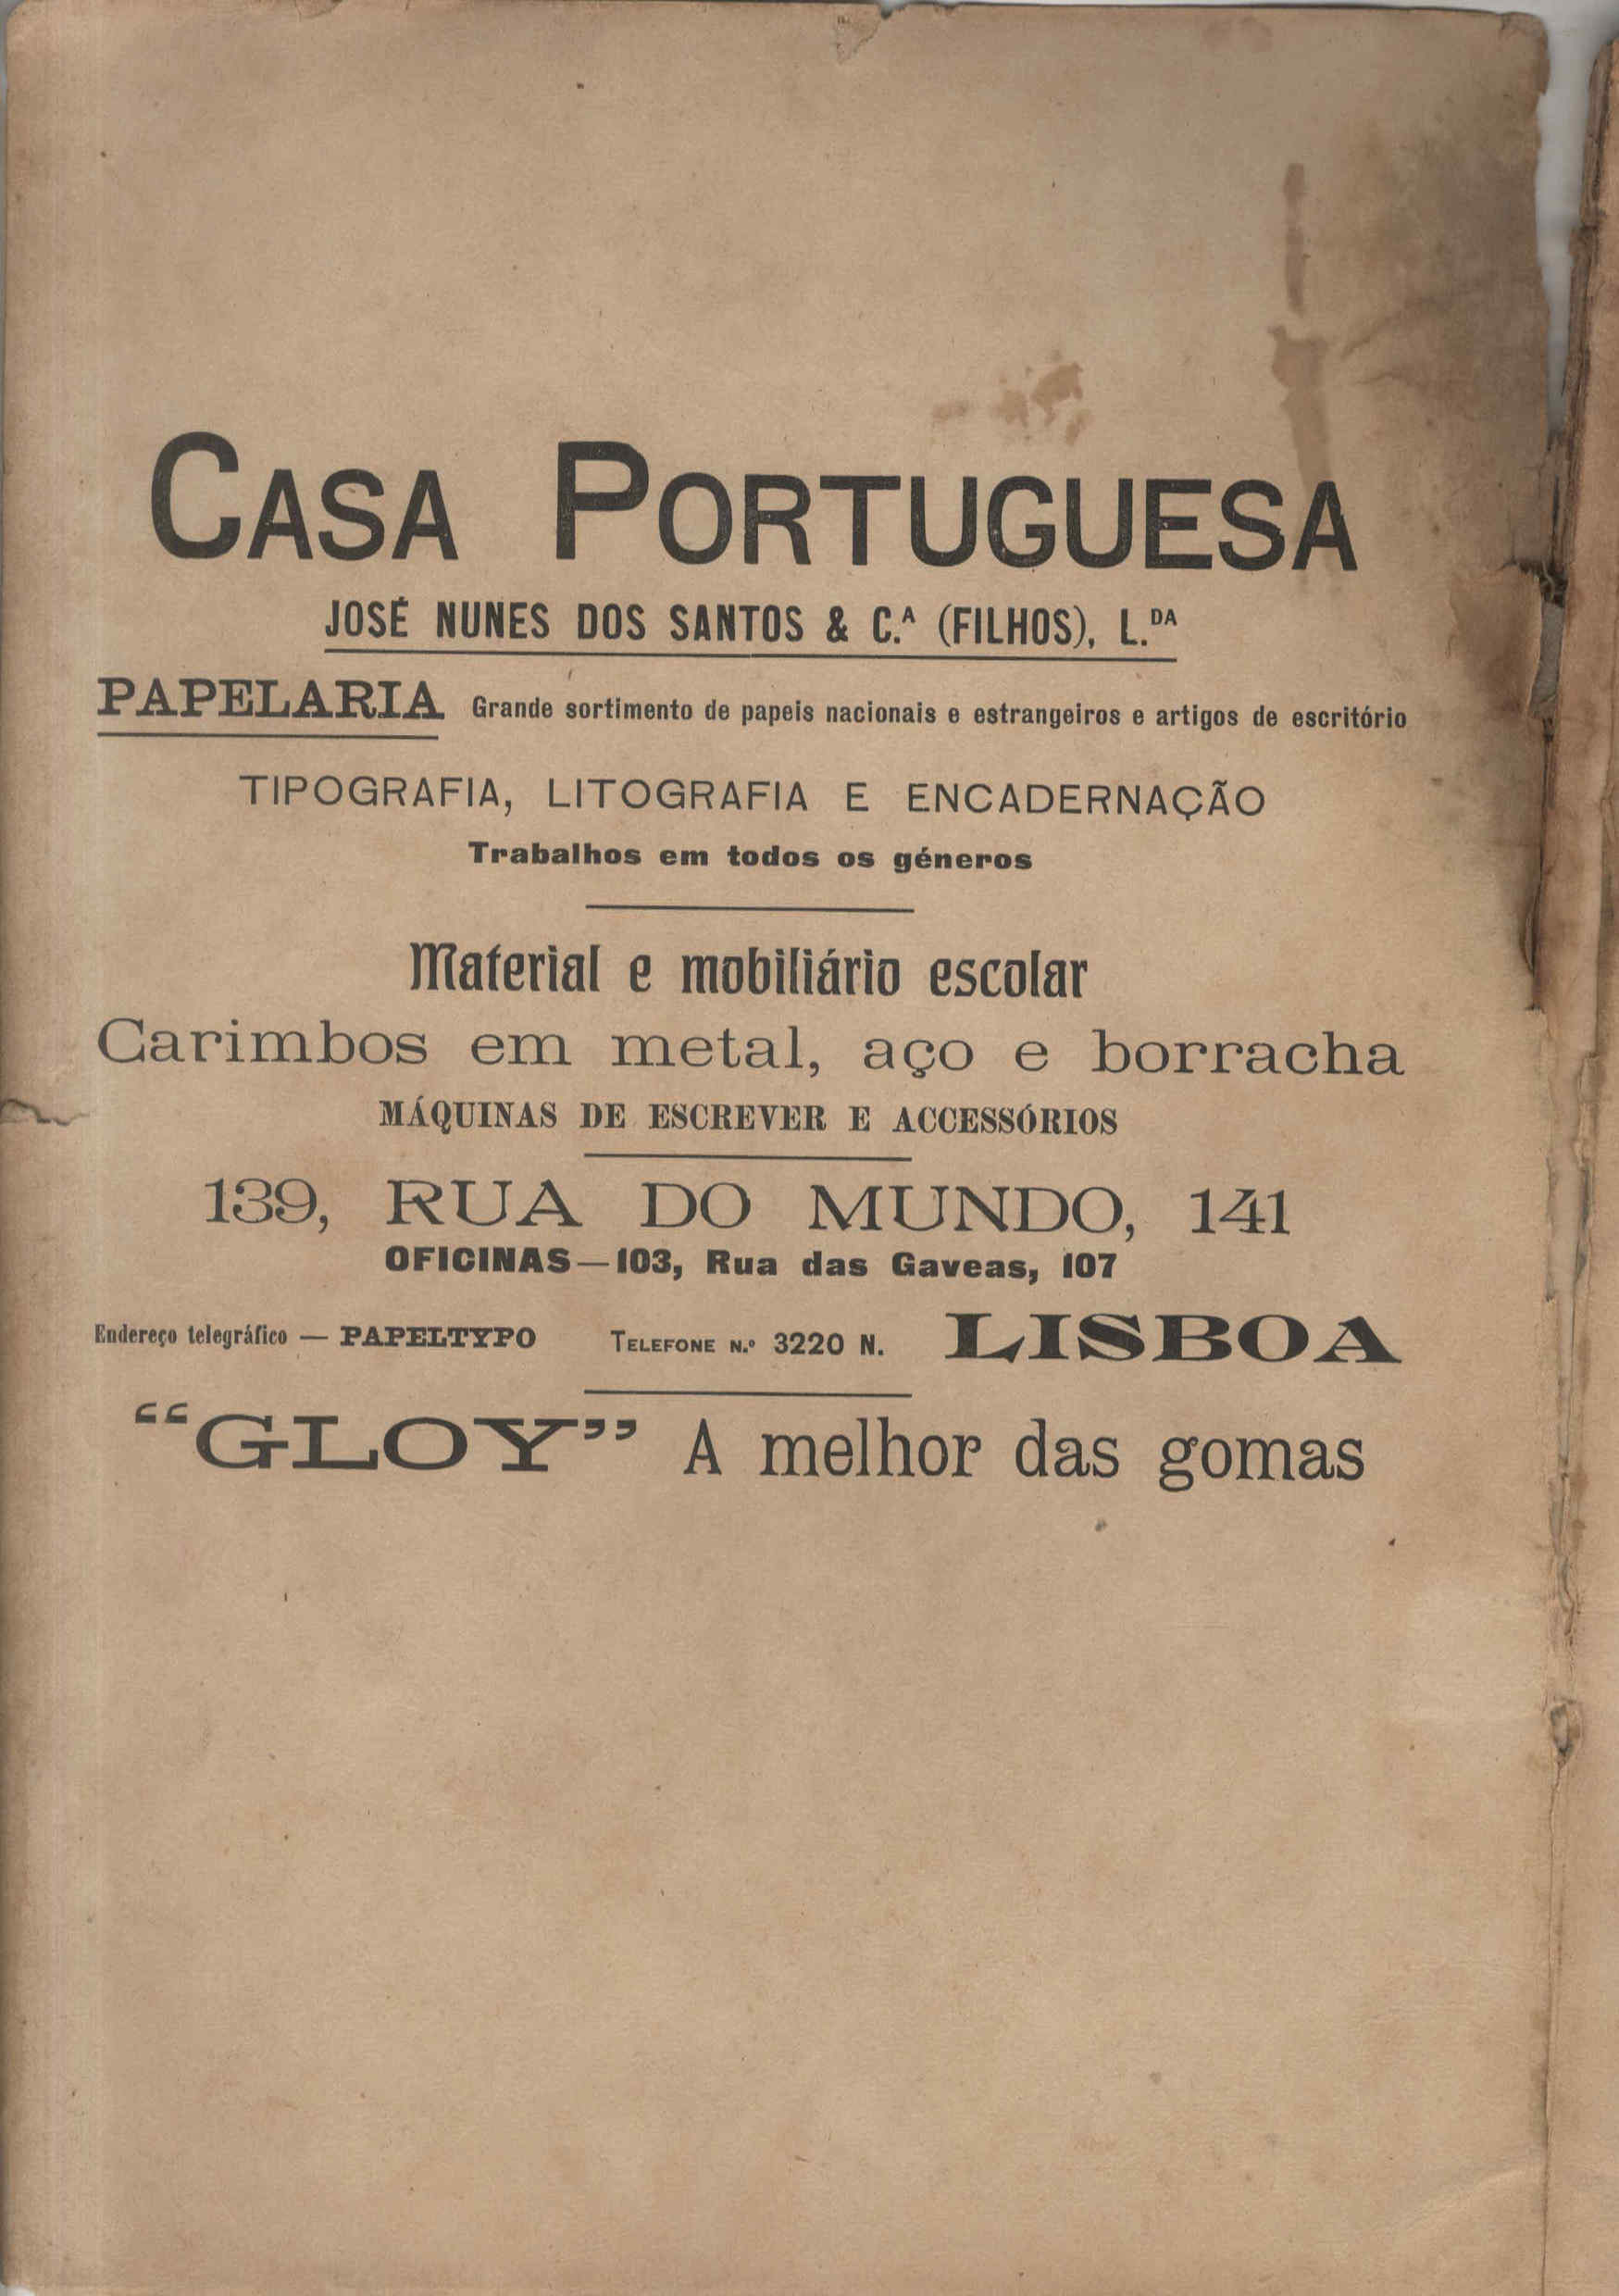 CASA PORTUGUESA
JOSÉ NUNES DOS SANTOS & C.ᴬ (FILHOS), L.ᴰᴬ
PAPELARIA Grande sortimento de papeis nacionais e estrangeiros e artigos de escritório
TIPOGRAFIA, LITOGRAFIA E ENCADERNAÇÃO
Trabalhos em todos os géneros
Material e mobiliário escolar
Carimbos em metal, aço e borracha
MÁQUINAS DE ESCREVER E ACCESSÓRIOS
139, RUA DO MUNDO, 141
OFICINAS—103, Rua das Gaveas, 107
Endereço telegráfico — PAPELTYPO TELEFONE N.º 3220 N. LISBOA
“GLOY” A melhor das gomas